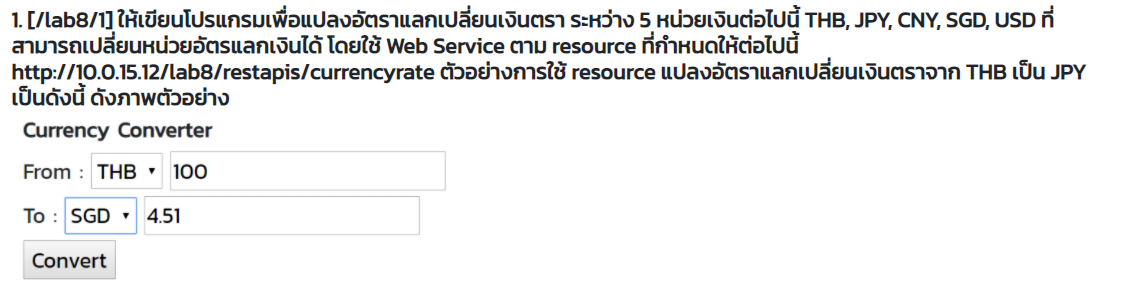 1. [/lab8/1] ให้เขียนโปรแกรมเพื่อแปลงอัตราแลกเปลี่ยนเงินตรา ระหว่าง 5 หน่วยเงินต่อไปนี้ THB, JPY, CNY, SGD, USD ที่
สามารถเปลี่ยนหน่วยอัตรแลกเงินได้ โดยใช้ Web Service ตาม resource ที่กำหนดให้ต่อไปนี้
http://10.0.15.12/lab8/restapis/currencyrate ตัวอย่างการใช้ resource แปลงอัตราแลกเปลี่ยนเงินตราจาก THB เป็น JPY
เป็นดังนี้ ดังภาพตัวอย่าง
Currency Converter
From : THB 100
To : SGD 4.51
Convert